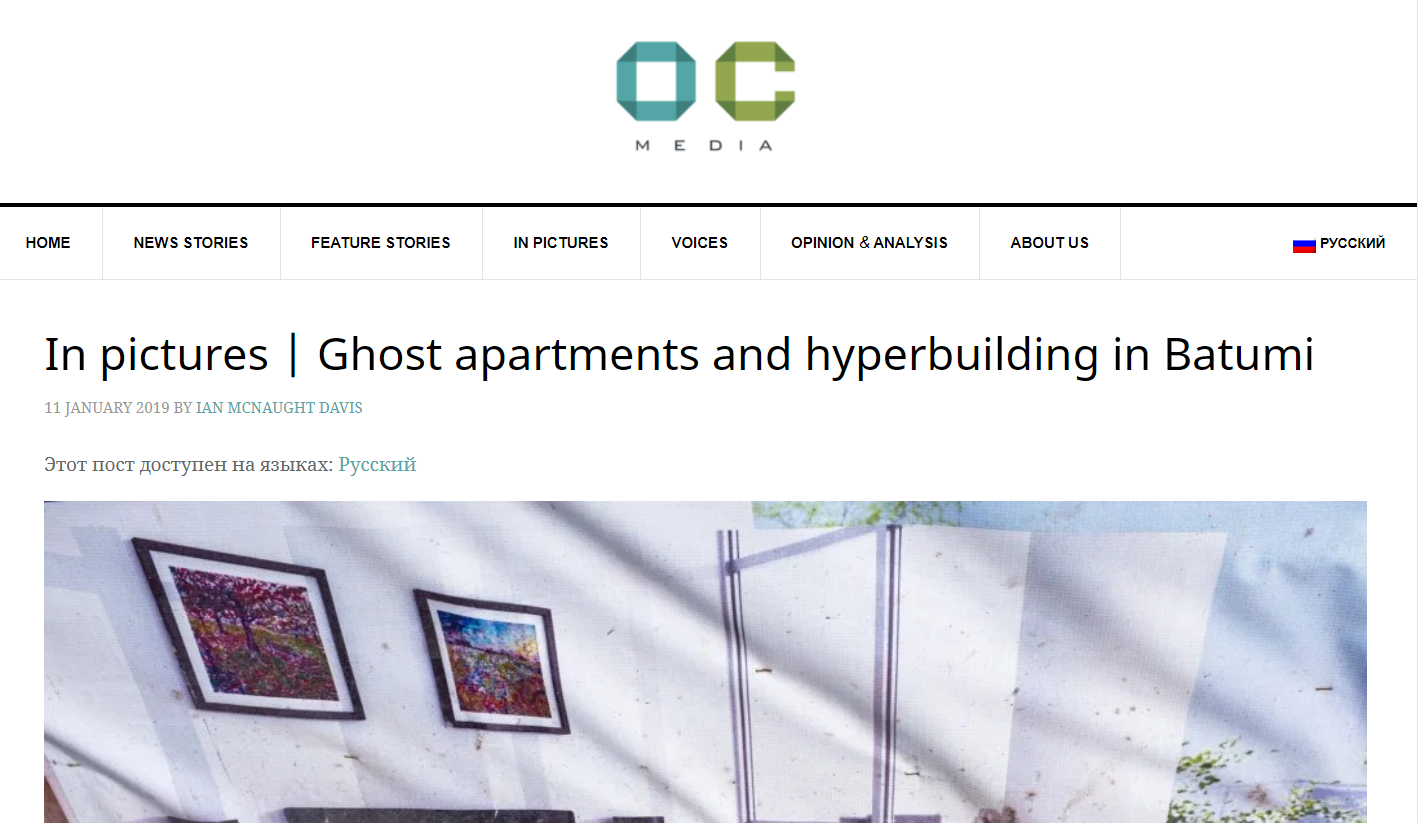 OC
MEDIA
HOME NEWS STORIES FEATURE STORIES IN PICTURES VOICES OPINION & ANALYSIS ABOUT US РУССКИЙ
In pictures | Ghost apartments and hyperbuilding in Batumi
11 JANUARY 2019 BY IAN MCNAUGHT DAVIS
Этот пост доступен на языках: Русский